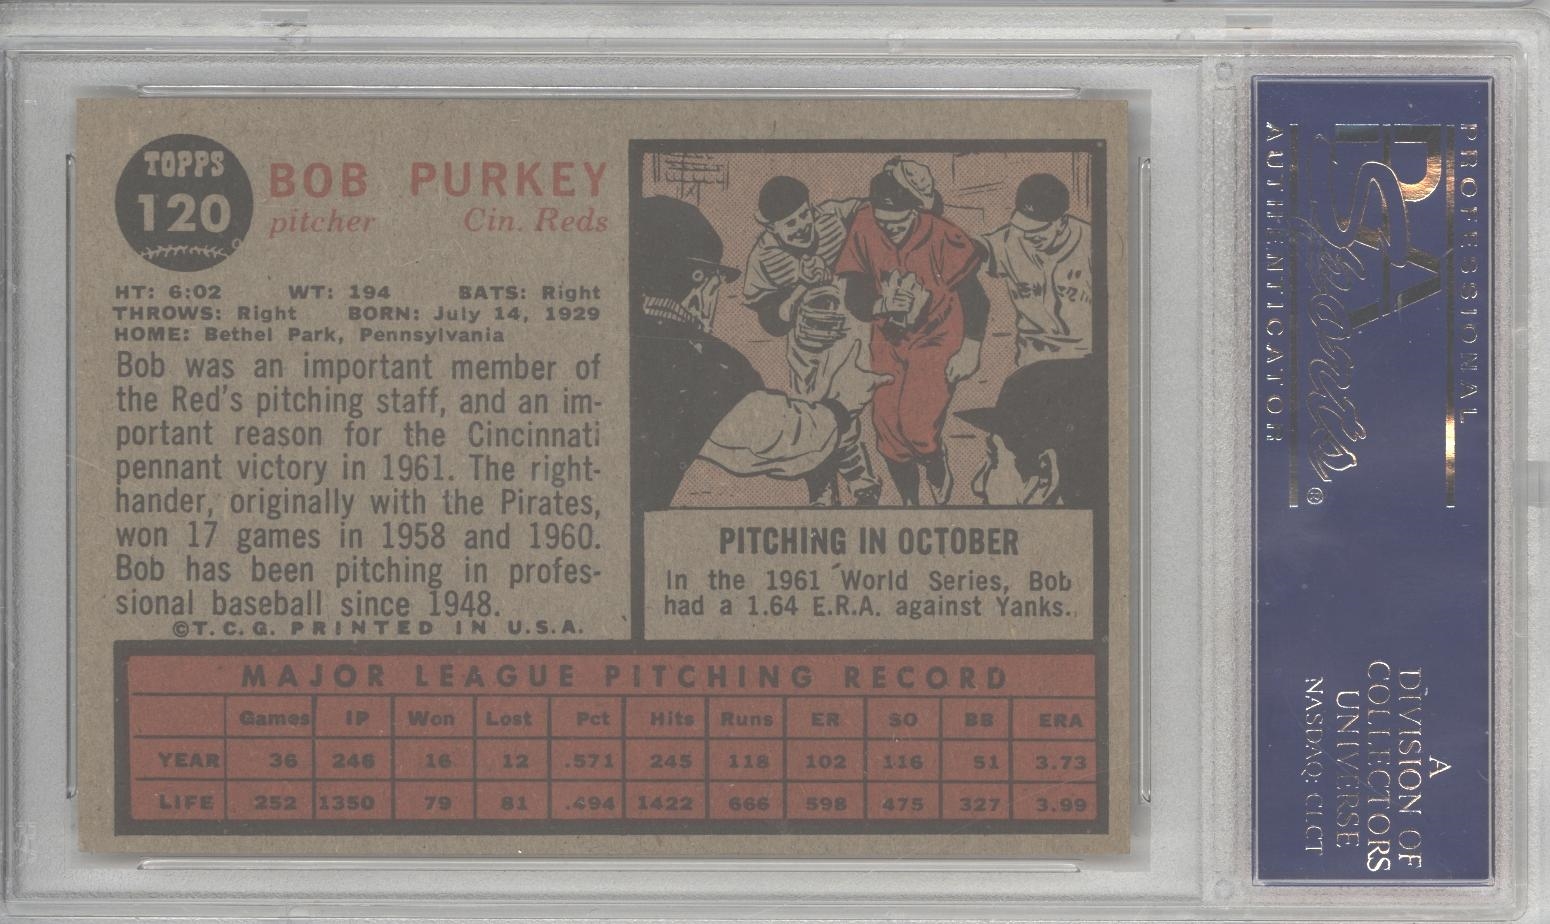 TOPPS
120
BOB PURKEY
pitcher Cin. Reds
HT: 6:02 WT: 194 BATS: Right
THROWS: Right BORN: July 14, 1929
HOME: Bethel Park, Pennsylvania
Bob was an important member of
the Red's pitching staff, and an im-
portant reason for the Cincinnati
pennant victory in 1961. The right-
hander, originally with the Pirates,
won 17 games in 1958 and 1960.
Bob has been pitching in profes-
sional baseball since 1948.
©T.C.G. PRINTED IN U.S.A.
PITCHING IN OCTOBER
In the 1961 World Series, Bob
had a 1.64 E.R.A. against Yanks.
MAJOR LEAGUE PITCHING RECORD
Games IP Won Lost Pct Hits Runs ER SO BB ERA
YEAR 36 246 16 12 .571 245 118 102 116 51 3.73
LIFE 252 1350 79 81 .494 1422 666 598 475 327 3.99
PROFESSIONAL
PSA
Sports®
AUTHENTICATOR
A
DIVISION OF
COLLECTORS
UNIVERSE
NASDAQ: CLCT